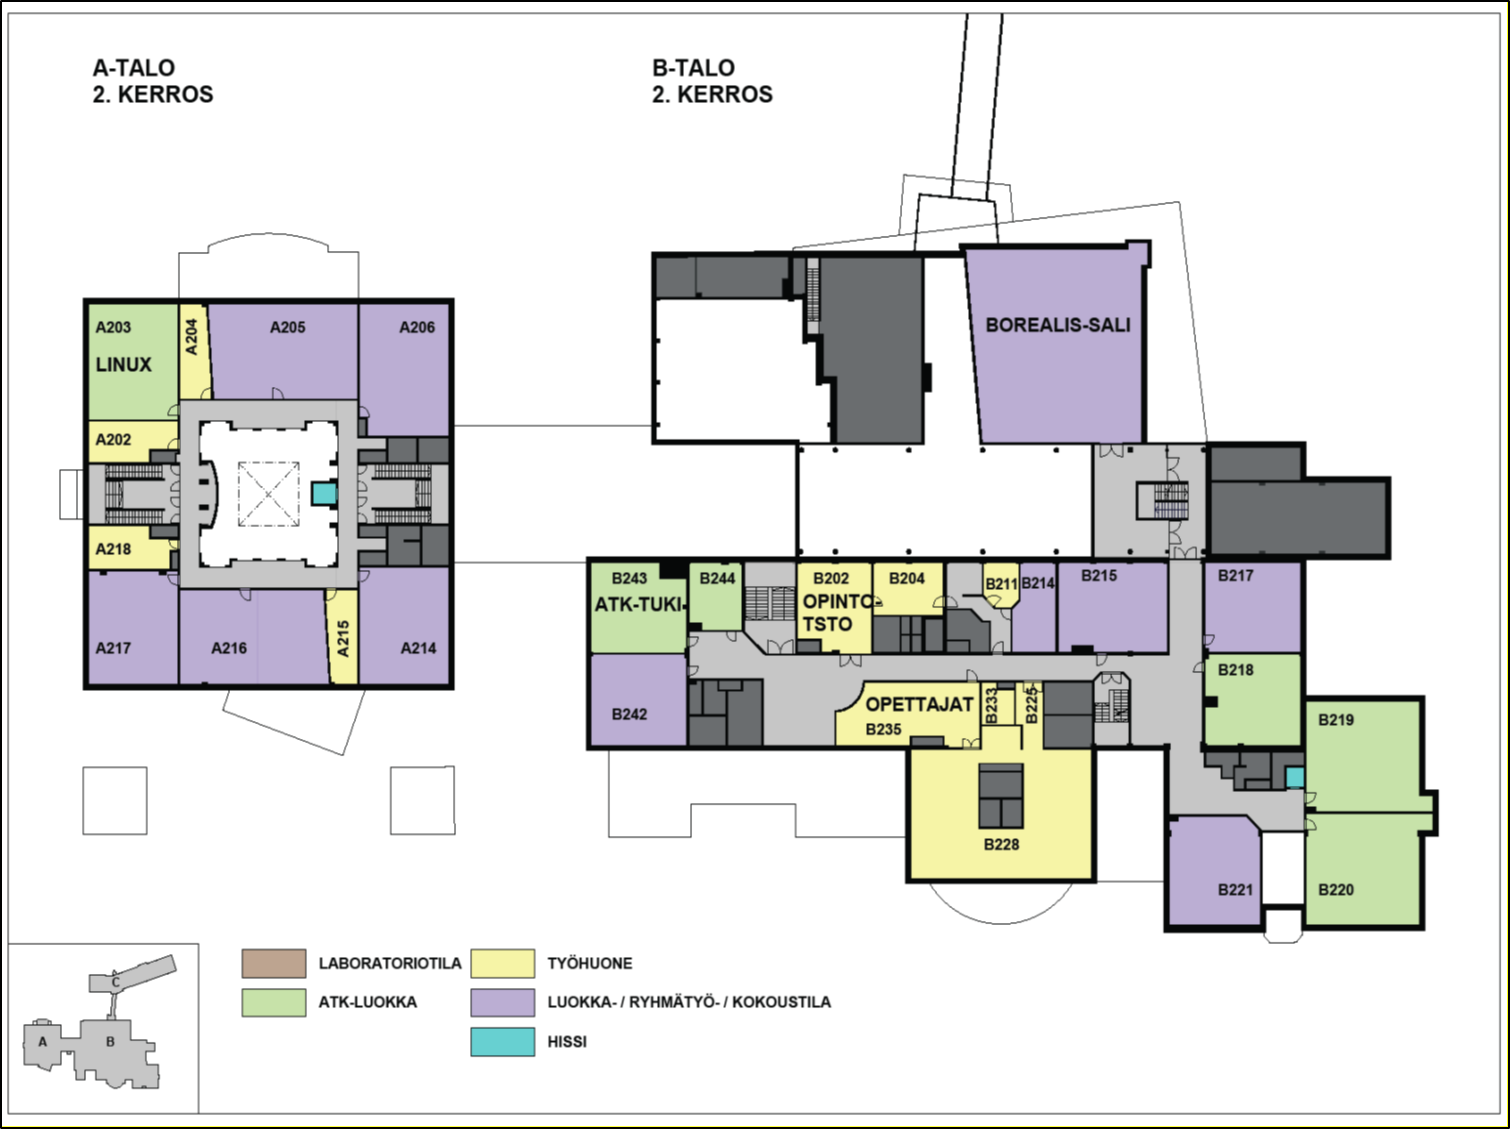 A-TALO
2. KERROS
B-TALO
2. KERROS
A203
LINUX
A204
A205
A206
A202
A218
A217
A216
A215
A214
BOREALIS-SALI
B243
ATK-TUKI
B244
B202
OPINTO-
TSTO
B204
B211
B214
B215
B217
B218
B242
OPETTAJAT
B235
B233
B225
B219
B228
B221
B220
LABORATORIOTILA
TYÖHUONE
ATK-LUOKKA
LUOKKA- / RYHMÄTYÖ- / KOKOUSTILA
HISSI
C
A
B